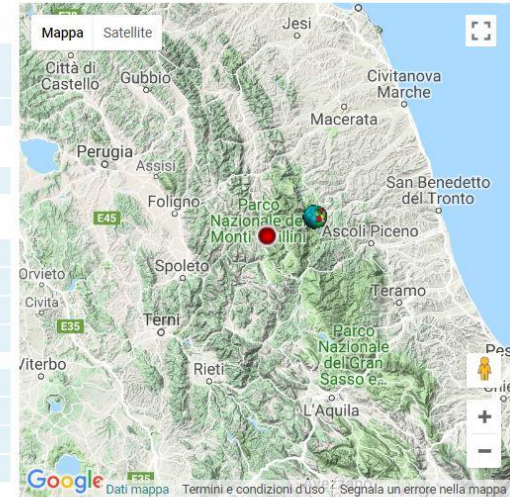 Mappa
Satellite
Jesi
Città di
Castello
Gubbio
Civitanova
Marche
Macerata
Perugia
Assisi
San Benedetto
del Tronto
Foligno
E45
Parco
Nazionale dei
Monti
Ascoli Piceno
Spoleto
Orvieto
Teramo
Civita
Terni
E35
Parco
Nazionale
del Gran
Sasso e...
Viterbo
Rieti
L'Aquila
Google
E35
Dati mappa
Termini e condizioni d'uso
Segnala un errore nella mappa